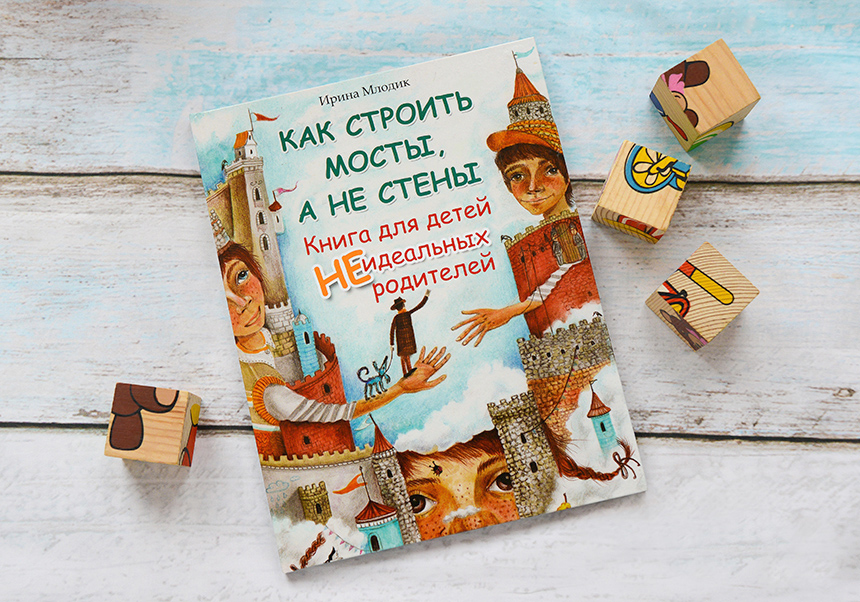 Ирина Млодик
КАК СТРОИТЬ
МОСТЫ,
А НЕ СТЕНЫ
Книга для детей
НЕидеальных
родителей